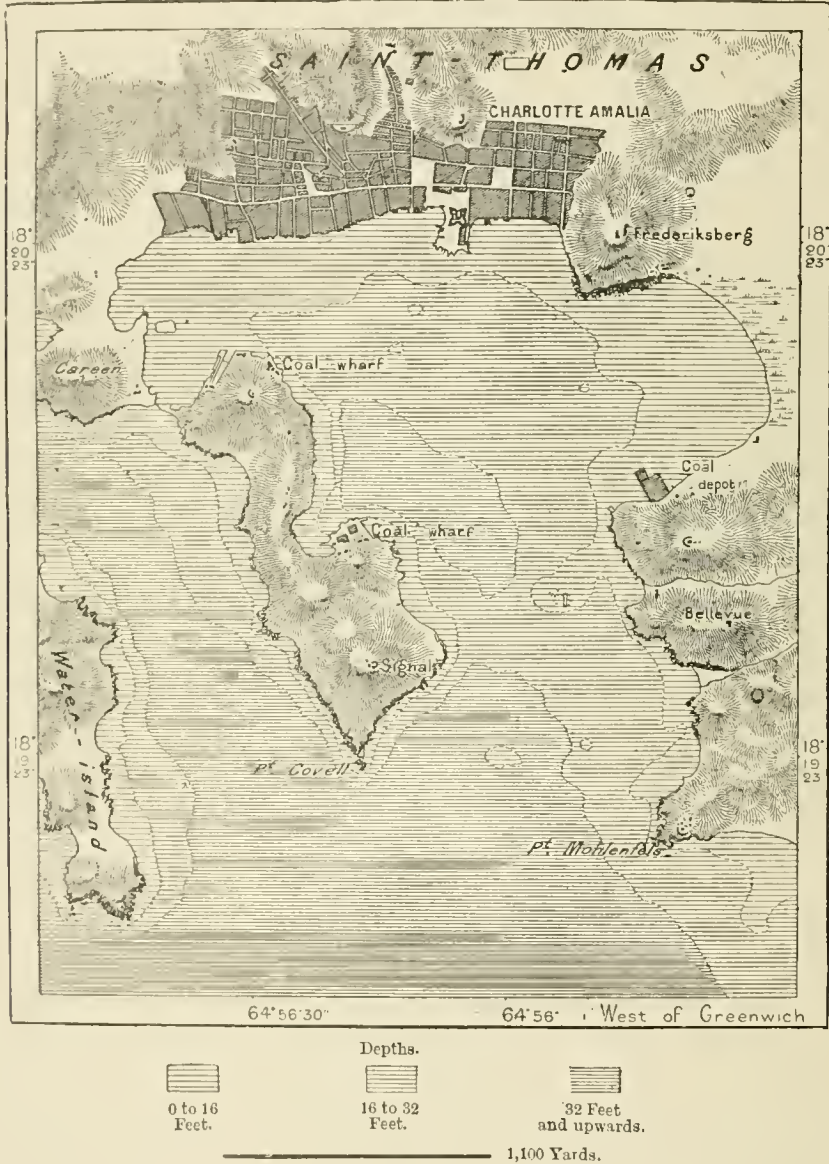 SAINT-THOMAS
CHARLOTTE AMALIA
Frederiksberg
18°
20
23"
18°
20
23"
Careen
Coal wharf
Coal depot
Coal wharf
Bellevue
Signal
Water-island
18°
19
23"
18°
19
23"
Pt. Covell
Pt. Mohlenfals
64°56'30"
64°56'
West of Greenwich
Depths.
0 to 16
Feet.
16 to 32
Feet.
32 Feet
and upwards.
1,100 Yards.